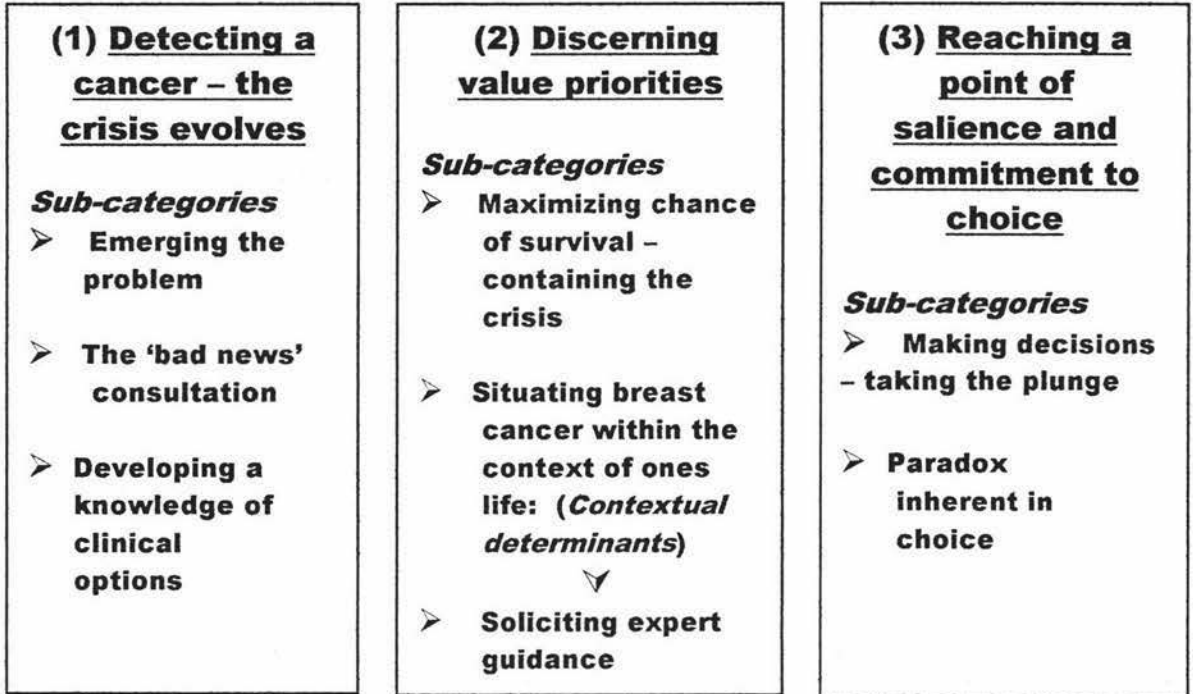 (1) Detecting a
cancer – the
crisis evolves
Sub-categories
➢ Emerging the
problem
➢ The ‘bad news’
consultation
➢ Developing a
knowledge of
clinical
options
(2) Discerning
value priorities
Sub-categories
➢ Maximizing chance
of survival –
containing the
crisis
➢ Situating breast
cancer within the
context of ones
life: (Contextual
determinants)
➢ Soliciting expert
guidance
(3) Reaching a
point of
salience and
commitment to
choice
Sub-categories
➢ Making decisions
– taking the plunge
➢ Paradox
inherent in
choice